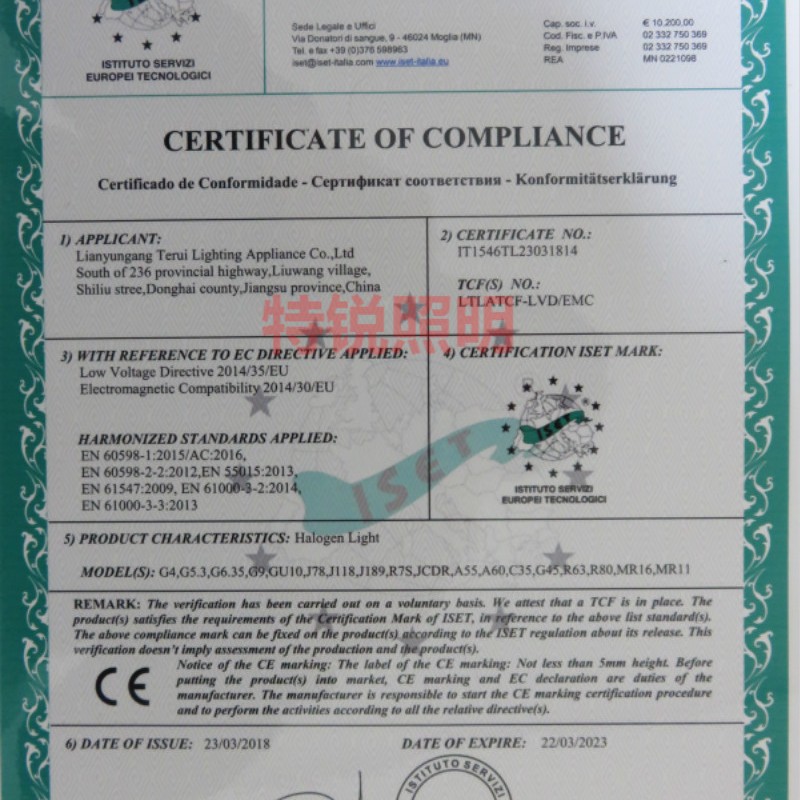 ISTITUTO SERVIZI
EUROPEI TECNOLOGICI
Sede Legale e Uffici
Via Donatori di sangue, 9 - 46024 Moglia (MN)
Tel. e fax +39 (0)376 598963
iset@iset-italia.com www.iset-italia.eu
Cap. soc. i.v. € 10.200,00
Cod. Fisc. e P.IVA 02 332 750 369
Reg. Imprese 02 332 750 369
REA MN 0221098
CERTIFICATE OF COMPLIANCE
Certificado de Conformidade - Сертификат соответствия - Konformitätserklärung
1) APPLICANT:
Lianyungang Terui Lighting Appliance Co.,Ltd
South of 236 provincial highway,Liuwang village,
Shiliu stree,Donghai county,Jiangsu province,China
2) CERTIFICATE NO.:
IT1546TL23031814
TCF(S) NO.:
LTLATCF-LVD/EMC
特锐照明
3) WITH REFERENCE TO EC DIRECTIVE APPLIED:
Low Voltage Directive 2014/35/EU
Electromagnetic Compatibility 2014/30/EU
HARMONIZED STANDARDS APPLIED:
EN 60598-1:2015/AC:2016,
EN 60598-2-2:2012,EN 55015:2013,
EN 61547:2009, EN 61000-3-2:2014,
EN 61000-3-3:2013
4) CERTIFICATION ISET MARK:
ISET
®
ISTITUTO SERVIZI
EUROPEI TECNOLOGICI
ISET
5) PRODUCT CHARACTERISTICS: Halogen Light
MODEL(S): G4,G5.3,G6.35,G9,GU10,J78,J118,J189,R7S,JCDR,A55,A60,C35,G45,R63,R80,MR16,MR11
REMARK: The verification has been carried out on a voluntary basis. We attest that a TCF is in place. The
product(s) satisfies the requirements of the Certification Mark of ISET, in reference to the above list standard(s).
The above compliance mark can be fixed on the product(s) according to the ISET regulation about its release. This
verification doesn't imply assessment of the production and the product(s).
CE
Notice of the CE marking: The label of the CE marking: Not less than 5mm height. Before
putting the product(s) into market, CE marking and EC declaration are duties of the
manufacturer. The manufacturer is responsible to start the CE marking certification procedure
and to perform the activities according to all the relative directive(s).
6) DATE OF ISSUE: 23/03/2018
DATE OF EXPIRE: 22/03/2023
ISTITUTO SERVIZI